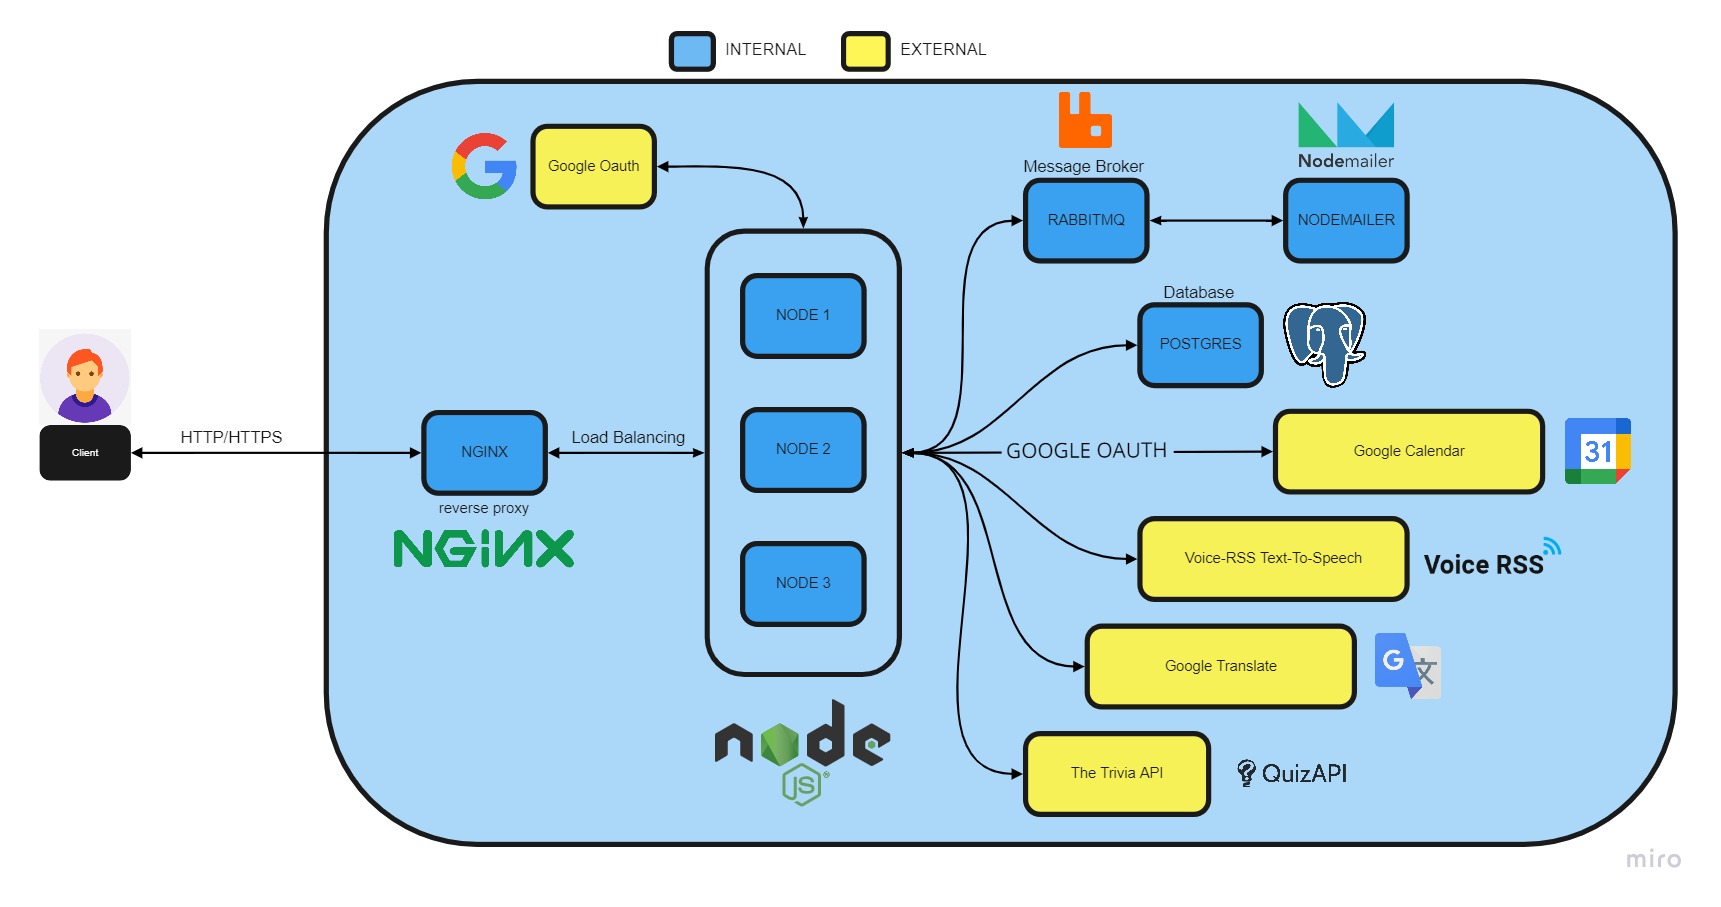 INTERNAL
EXTERNAL
Google Oauth
Message Broker
RABBITMQ
Nodemailer
NODEMAILER
NODE 1
NODE 2
NODE 3
Database
POSTGRES
Client
HTTP/HTTPS
NGINX
reverse proxy
NGiNX
Load Balancing
GOOGLE OAUTH
Google Calendar
31
Voice-RSS Text-To-Speech
Voice RSS
Google Translate
G
文
node
JS®
The Trivia API
QuizAPI
miro